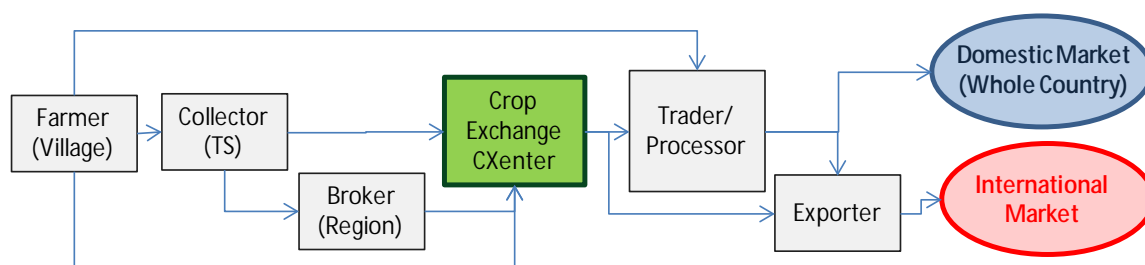 Farmer
(Village)
Collector
(TS)
Broker
(Region)
Crop
Exchange
CXenter
Trader/
Processor
Exporter
Domestic Market
(Whole Country)
International
Market